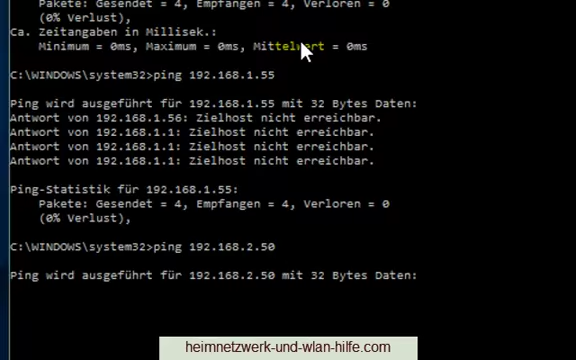 Pakete: Gesendet = 4, Empfangen = 4, Verloren = 0
(0% Verlust),
Ca. Zeitangaben in Millisek.:
Minimum = 0ms, Maximum = 0ms, Mittelwert = 0ms
C:\WINDOWS\system32>ping 192.168.1.55
Ping wird ausgeführt für 192.168.1.55 mit 32 Bytes Daten:
Antwort von 192.168.1.56: Zielhost nicht erreichbar.
Antwort von 192.168.1.1: Zielhost nicht erreichbar.
Antwort von 192.168.1.1: Zielhost nicht erreichbar.
Antwort von 192.168.1.1: Zielhost nicht erreichbar.
Ping-Statistik für 192.168.1.55:
Pakete: Gesendet = 4, Empfangen = 4, Verloren = 0
(0% Verlust),
C:\WINDOWS\system32>ping 192.168.2.50
Ping wird ausgeführt für 192.168.2.50 mit 32 Bytes Daten:
heimnetzwerk-und-wlan-hilfe.com